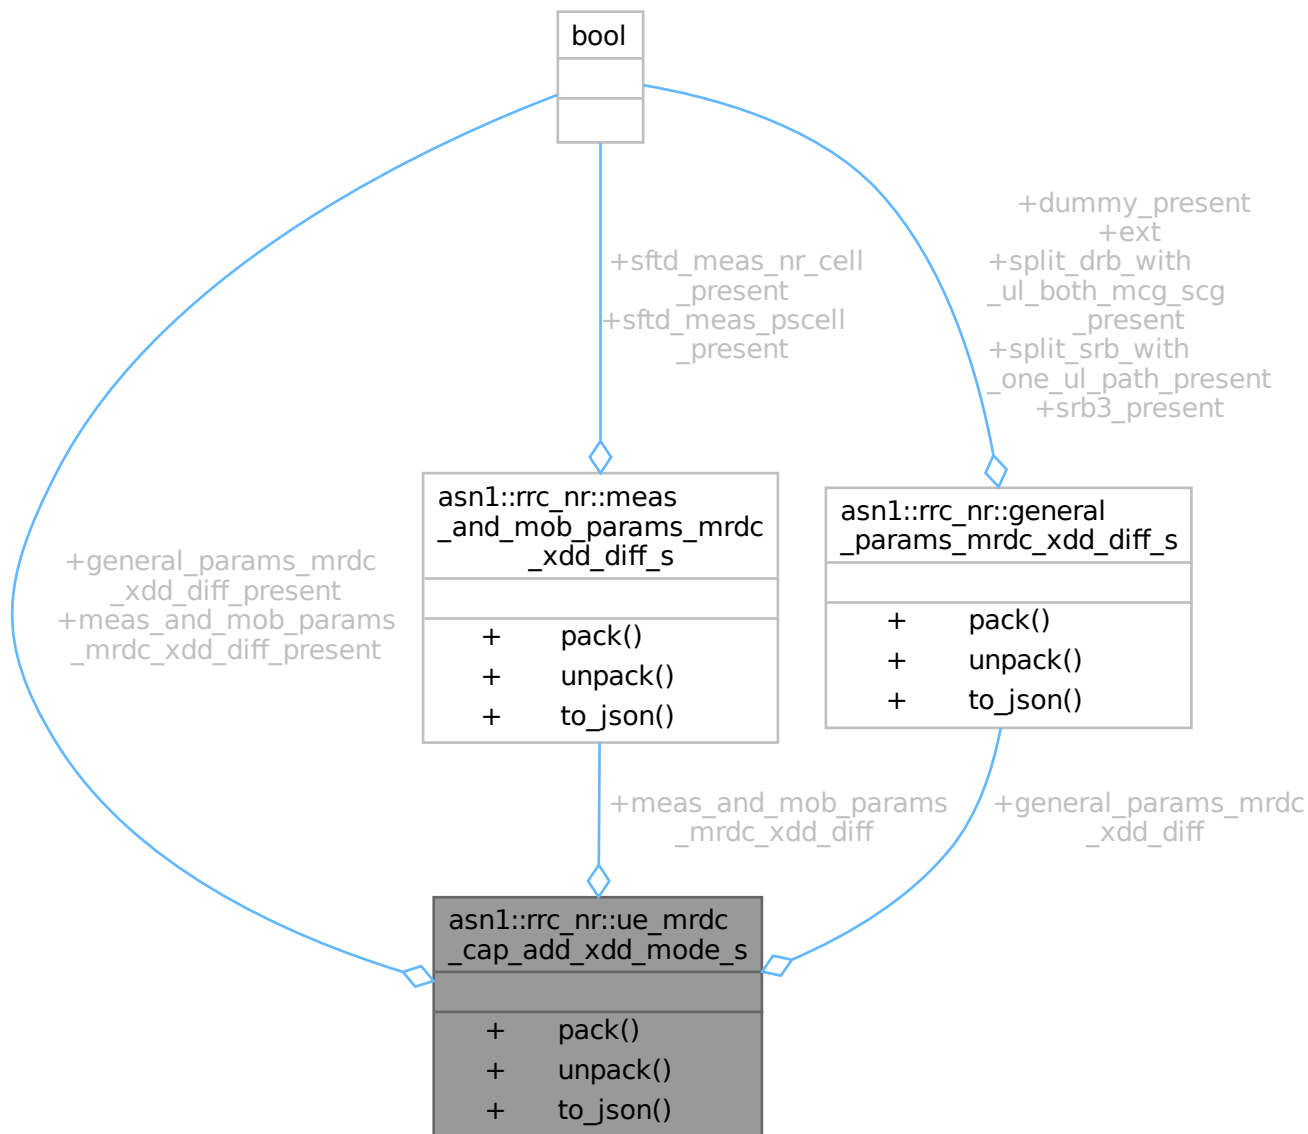 bool
+dummy_present
+ext
+split_drb_with
_ul_both_mcg_scg
_present
+split_srb_with
_one_ul_path_present
+srb3_present
+sftd_meas_nr_cell
_present
+sftd_meas_pscell
_present
asn1::rrc_nr::meas
_and_mob_params_mrdc
_xdd_diff_s
+ pack()
+ unpack()
+ to_json()
asn1::rrc_nr::general
_params_mrdc_xdd_diff_s
+ pack()
+ unpack()
+ to_json()
+general_params_mrdc
_xdd_diff_present
+meas_and_mob_params
_mrdc_xdd_diff_present
+meas_and_mob_params
_mrdc_xdd_diff
+general_params_mrdc
_xdd_diff
asn1::rrc_nr::ue_mrdc
_cap_add_xdd_mode_s
+ pack()
+ unpack()
+ to_json()